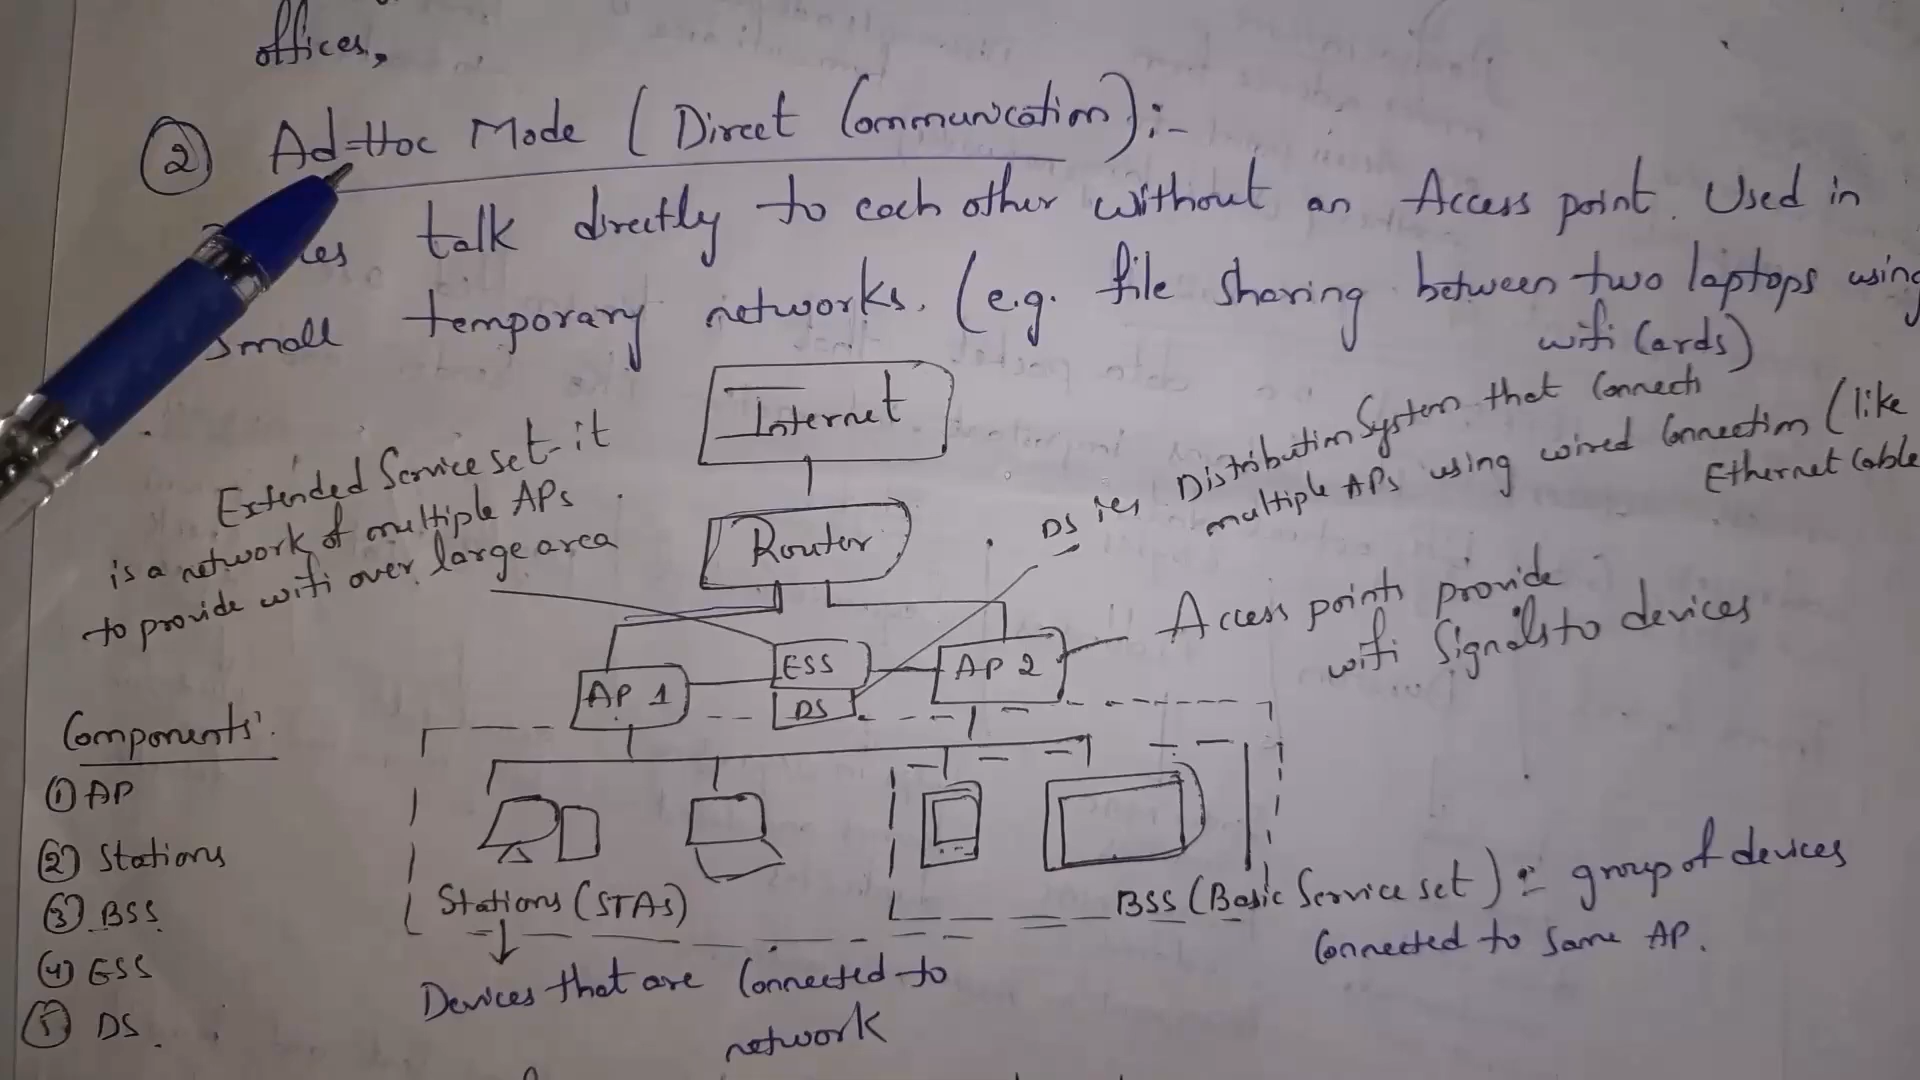 offices,
② Ad-Hoc Mode (Direct Communication):-
talk directly to each other without an Access point. Used in
small temporary networks. (e.g. file sharing between two laptops using
wifi Cards)
Internet
Router
Extended Service set - it
is a network of multiple APs
to provide wifi over large area
DS Distribution System that Connects
multiple APs using wired Connection (like
Ethernet Cable
Access points provide
wifi Signals to devices
AP 1
ESS
DS
AP 2
Components:
① AP
② Stations
③ BSS
④ ESS
⑤ DS
Stations (STAs)
Devices that are Connected to
network
BSS (Basic Service set) :- group of devices
Connected to Same AP.